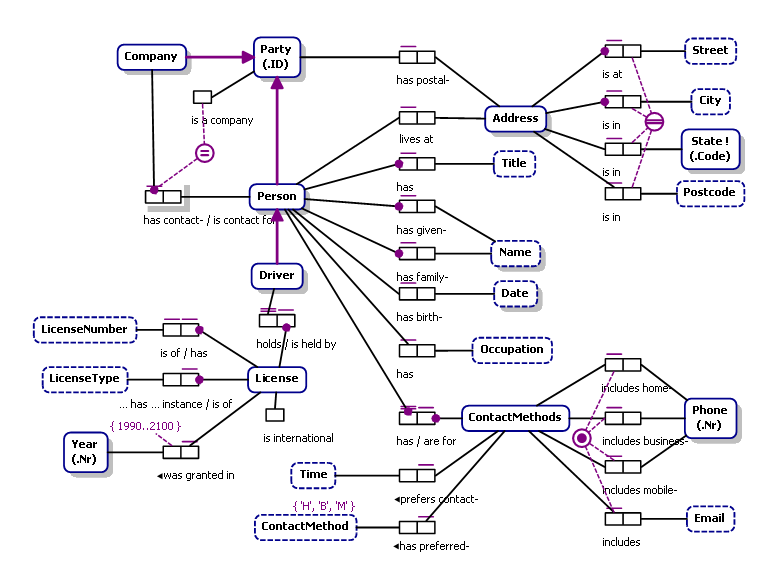 Company
Party
(.ID)
has postal-
is at
Street
is a company
lives at
Address
is in
City
has
Title
is in
State !
(.Code)
has contact- / is contact for
Person
has given-
is in
Postcode
has family-
Name
Driver
has birth-
Date
LicenseNumber
is of / has
holds / is held by
has
Occupation
LicenseType
... has ... instance / is of
License
includes home-
{ 1990..2100 }
is international
has / are for
ContactMethods
Phone
(.Nr)
includes business-
Year
(.Nr)
◂was granted in
Time
◂prefers contact-
includes mobile-
{ 'H', 'B', 'M' }
ContactMethod
◂has preferred-
includes
Email